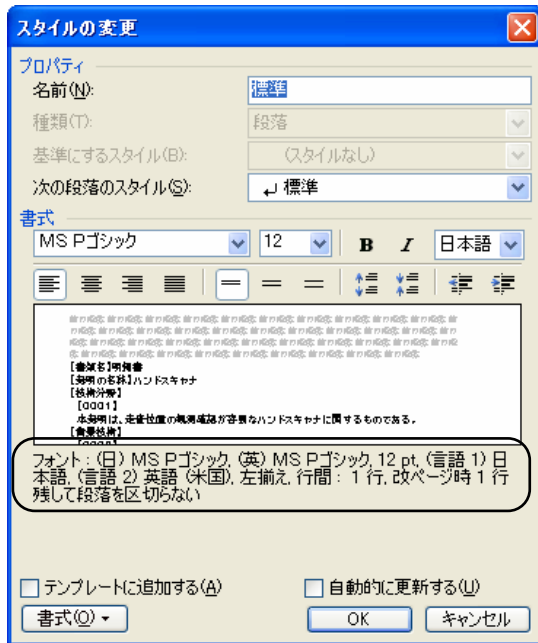 スタイルの変更
プロパティ
名前(N):
標準
種類(T):
段落
基準にするスタイル(B):
(スタイルなし)
次の段落のスタイル(S):
↵ 標準
書式
MS Pゴシック
12
B
I
日本語
【書類名】明細書
【発明の名称】ハンドスキャナ
【技術分野】
【0001】
本発明は、走査位置の観測確認が容易なハンドスキャナに関するものである。
【背景技術】
フォント : (日) MS Pゴシック, (英) MS Pゴシック, 12 pt, (言語 1) 日
本語, (言語 2) 英語 (米国), 左揃え, 行間 : 1 行, 改ページ時 1 行
残して段落を区切らない
テンプレートに追加する(A)
自動的に更新する(U)
書式(O)
OK
キャンセル